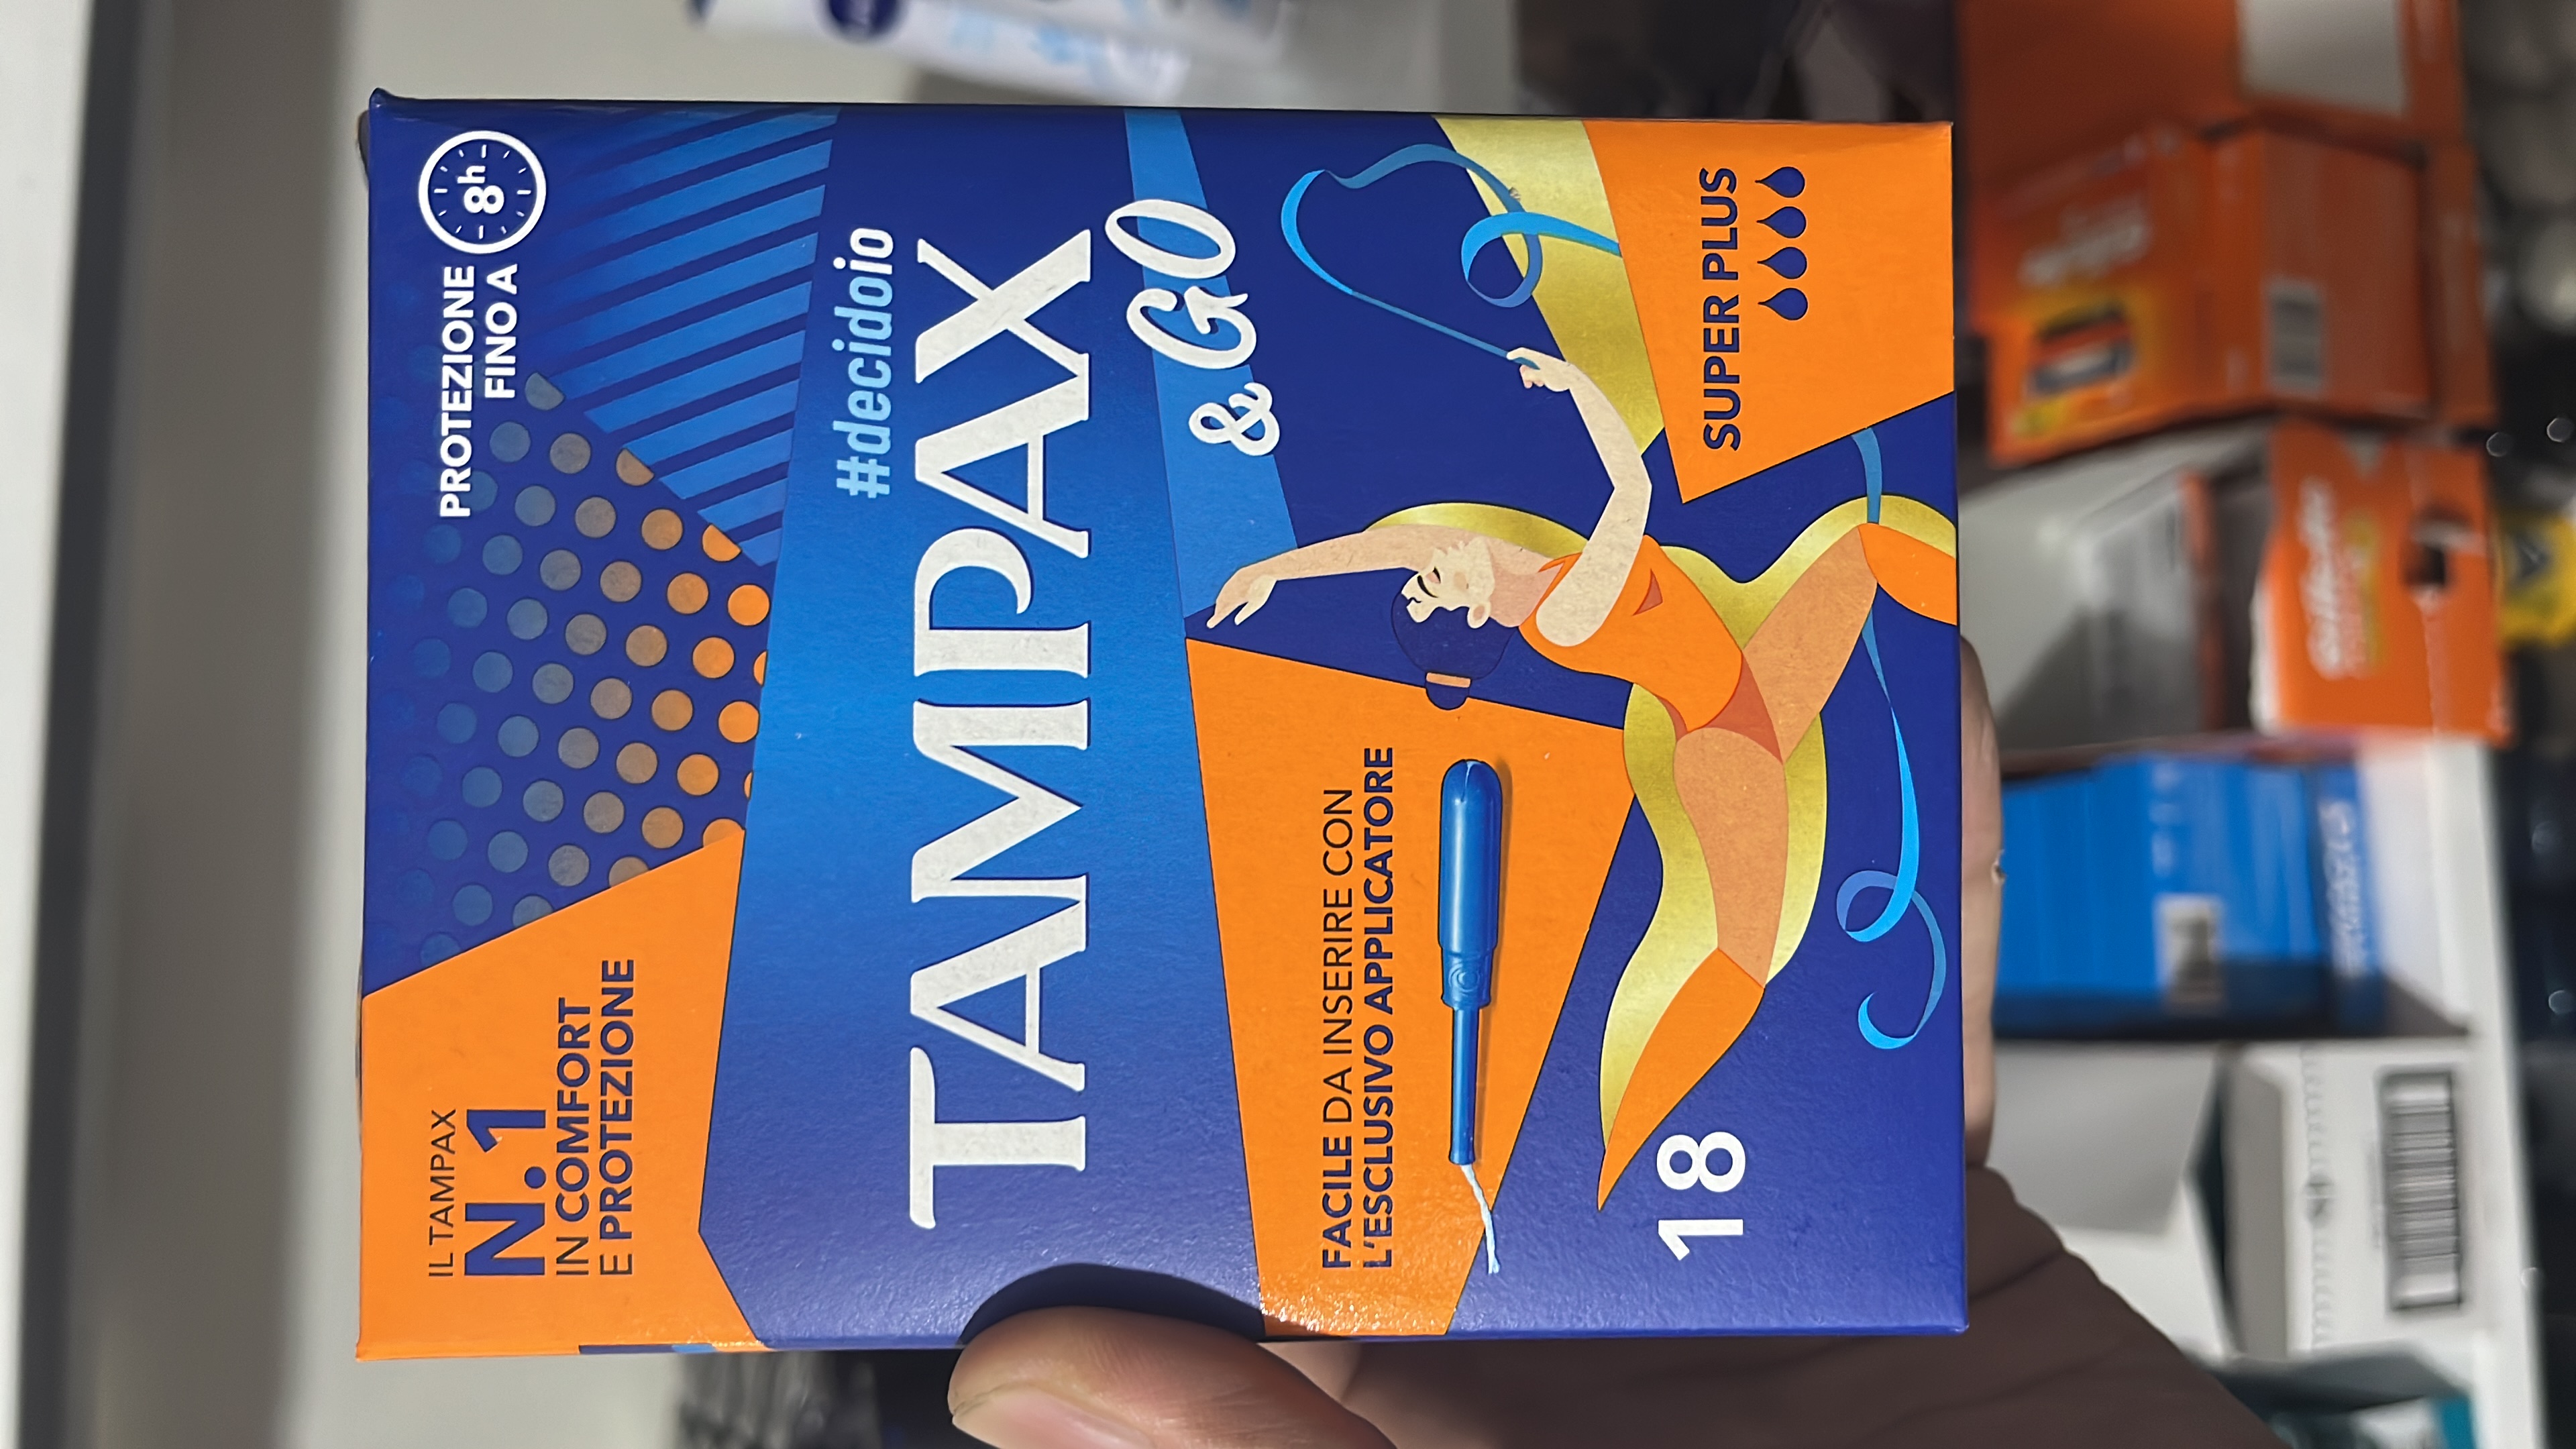 IL TAMPAX
N.1
IN COMFORT
E PROTEZIONE
PROTEZIONE
FINO A
8h
#decidoio
TAMPAX
& GO
FACILE DA INSERIRE CON
L'ESCLUSIVO APPLICATORE
18
SUPER PLUS